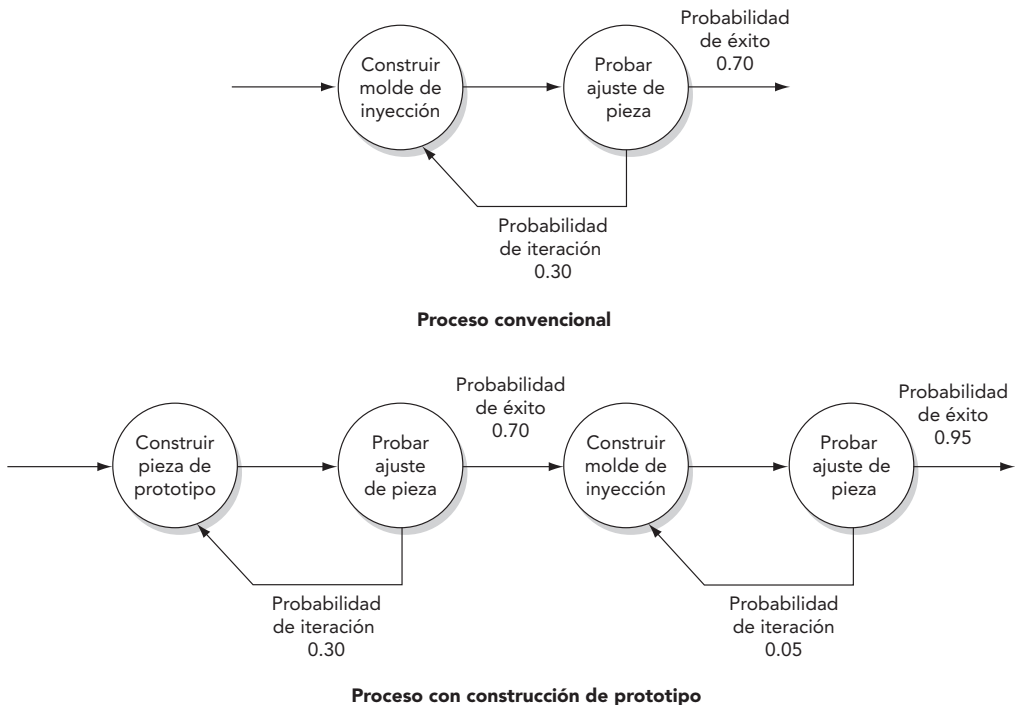 Probabilidad
de éxito
0.70
Construir
molde de
inyección
Probar
ajuste de
pieza
Probabilidad
de iteración
0.30
Proceso convencional
Probabilidad
de éxito
0.70
Probabilidad
de éxito
0.95
Construir
pieza de
prototipo
Probar
ajuste
de pieza
Construir
molde de
inyección
Probar
ajuste de
pieza
Probabilidad
de iteración
0.30
Probabilidad
de iteración
0.05
Proceso con construcción de prototipo